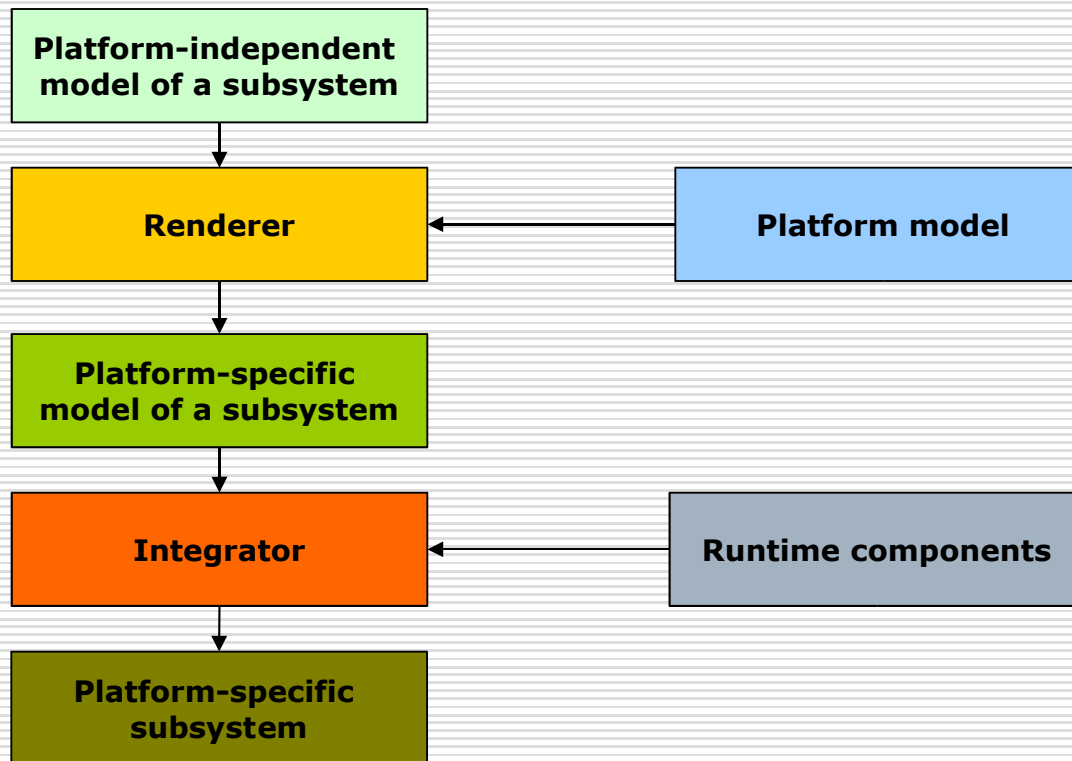 Platform-independent
model of a subsystem
Renderer
Platform model
Platform-specific
model of a subsystem
Integrator
Runtime components
Platform-specific
subsystem